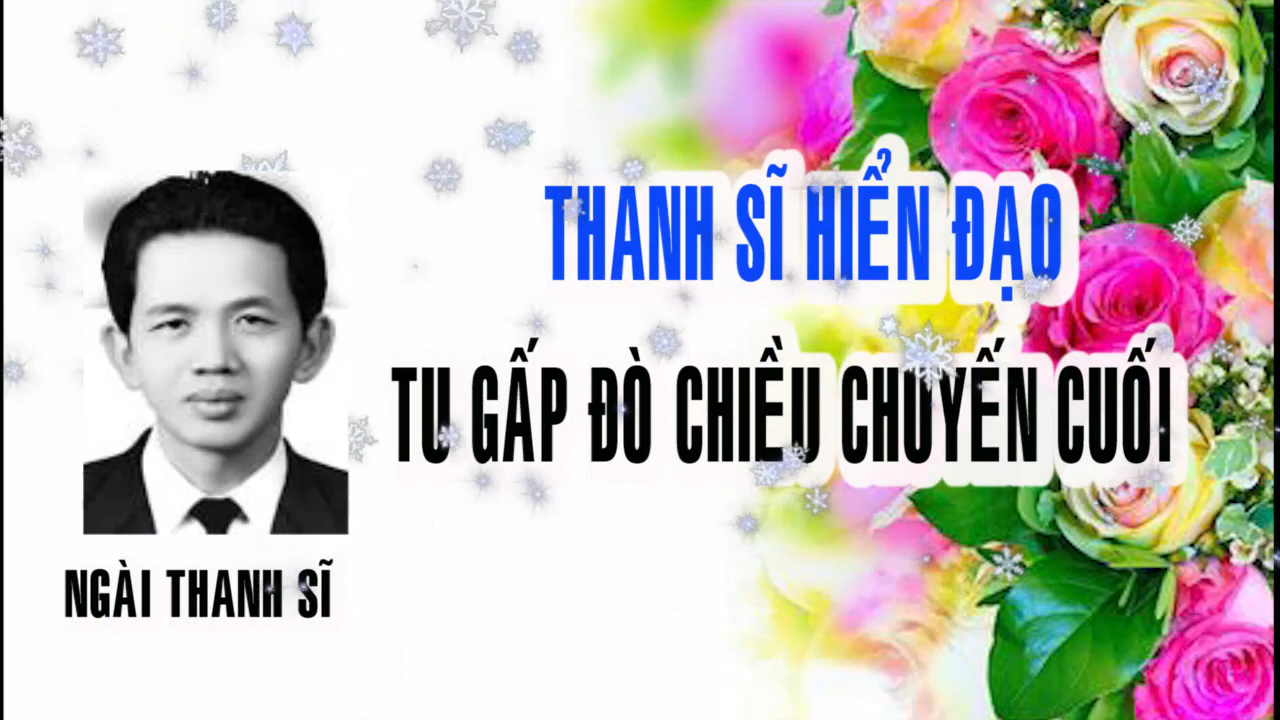 THANH SĨ HIỂN ĐẠO
TU GẤP ĐÒ CHIỀU CHUYẾN CUỐI
NGÀI THANH SĨ